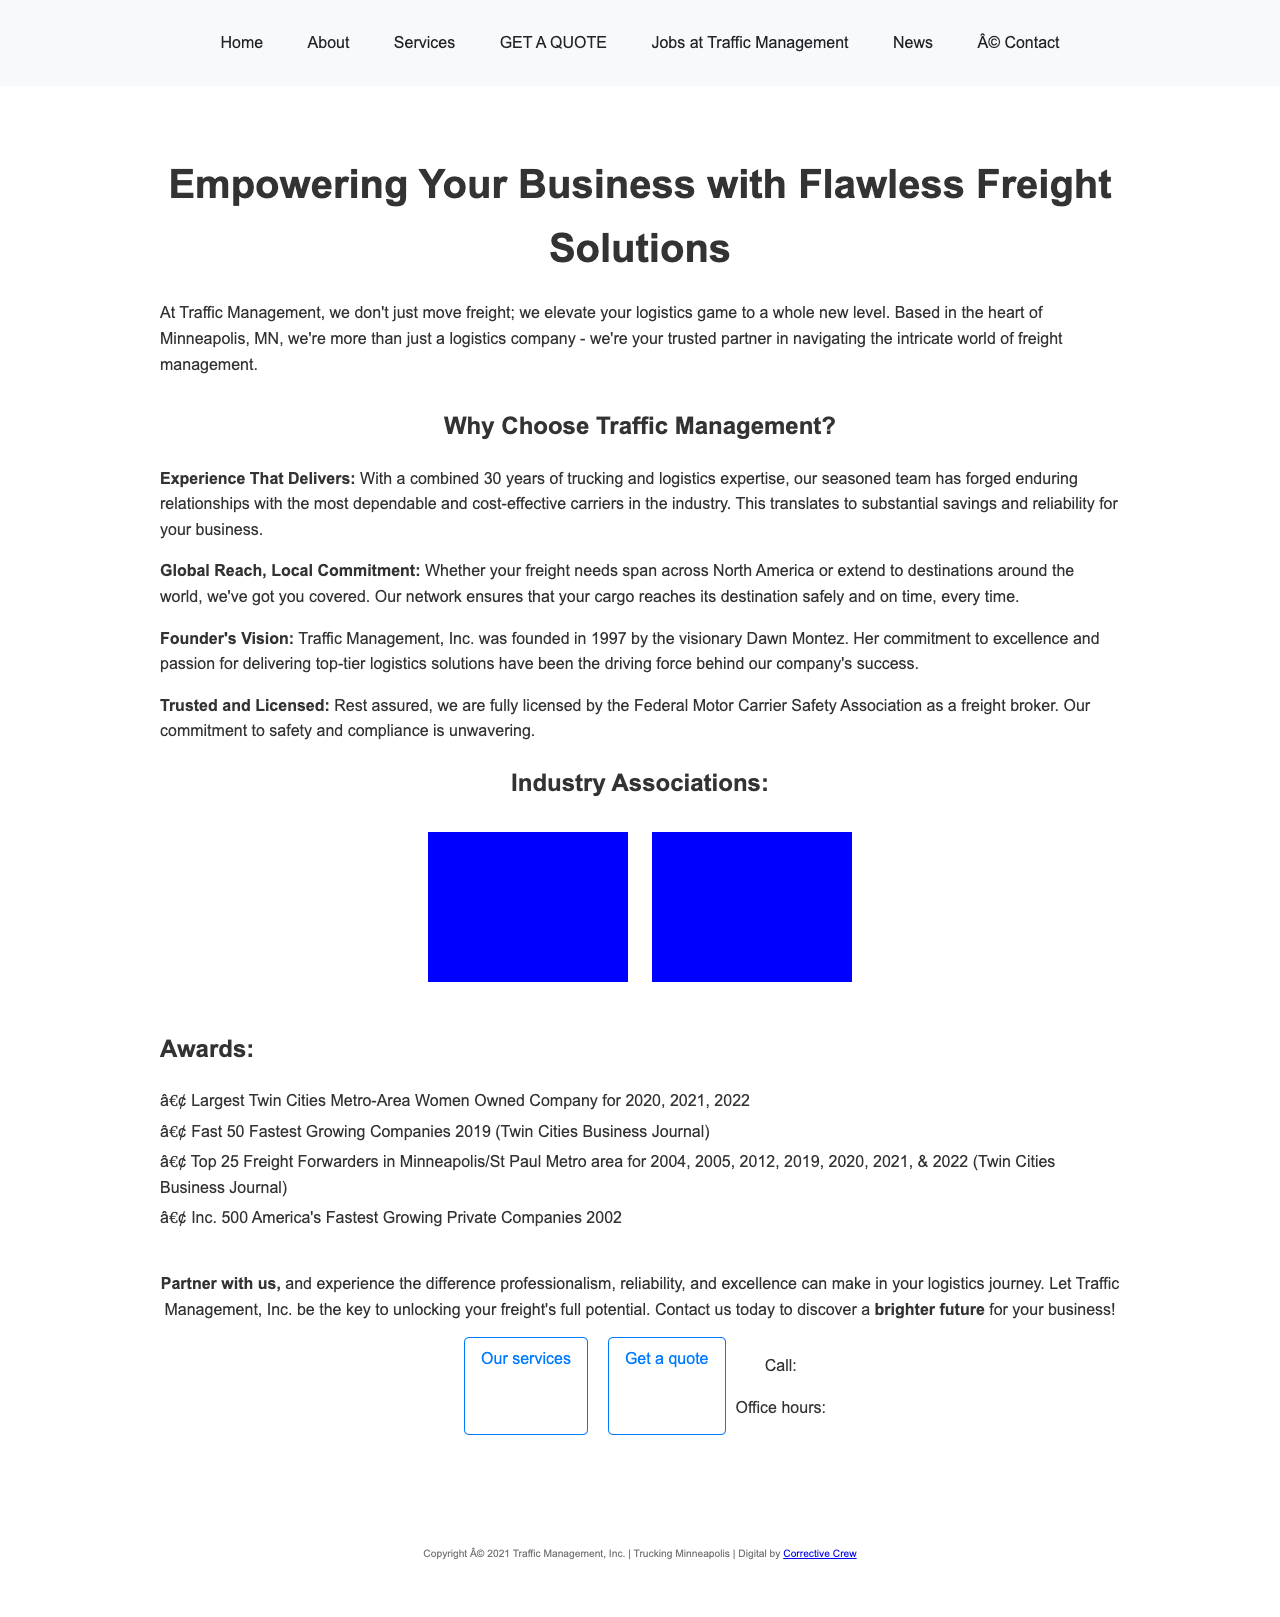 Home About Services GET A QUOTE Jobs at Traffic Management News Â© Contact
Empowering Your Business with Flawless Freight
Solutions
At Traffic Management, we don't just move freight; we elevate your logistics game to a whole new level. Based in the heart of
Minneapolis, MN, we're more than just a logistics company - we're your trusted partner in navigating the intricate world of freight
management.
Why Choose Traffic Management?
Experience That Delivers: With a combined 30 years of trucking and logistics expertise, our seasoned team has forged enduring
relationships with the most dependable and cost-effective carriers in the industry. This translates to substantial savings and reliability for
your business.
Global Reach, Local Commitment: Whether your freight needs span across North America or extend to destinations around the
world, we've got you covered. Our network ensures that your cargo reaches its destination safely and on time, every time.
Founder's Vision: Traffic Management, Inc. was founded in 1997 by the visionary Dawn Montez. Her commitment to excellence and
passion for delivering top-tier logistics solutions have been the driving force behind our company's success.
Trusted and Licensed: Rest assured, we are fully licensed by the Federal Motor Carrier Safety Association as a freight broker. Our
commitment to safety and compliance is unwavering.
Industry Associations:
Awards:
â€¢ Largest Twin Cities Metro-Area Women Owned Company for 2020, 2021, 2022
â€¢ Fast 50 Fastest Growing Companies 2019 (Twin Cities Business Journal)
â€¢ Top 25 Freight Forwarders in Minneapolis/St Paul Metro area for 2004, 2005, 2012, 2019, 2020, 2021, & 2022 (Twin Cities
Business Journal)
â€¢ Inc. 500 America's Fastest Growing Private Companies 2002
Partner with us, and experience the difference professionalism, reliability, and excellence can make in your logistics journey. Let Traffic
Management, Inc. be the key to unlocking your freight's full potential. Contact us today to discover a brighter future for your business!
Our services Get a quote Call:
Office hours:
Copyright Â© 2021 Traffic Management, Inc. | Trucking Minneapolis | Digital by Corrective Crew